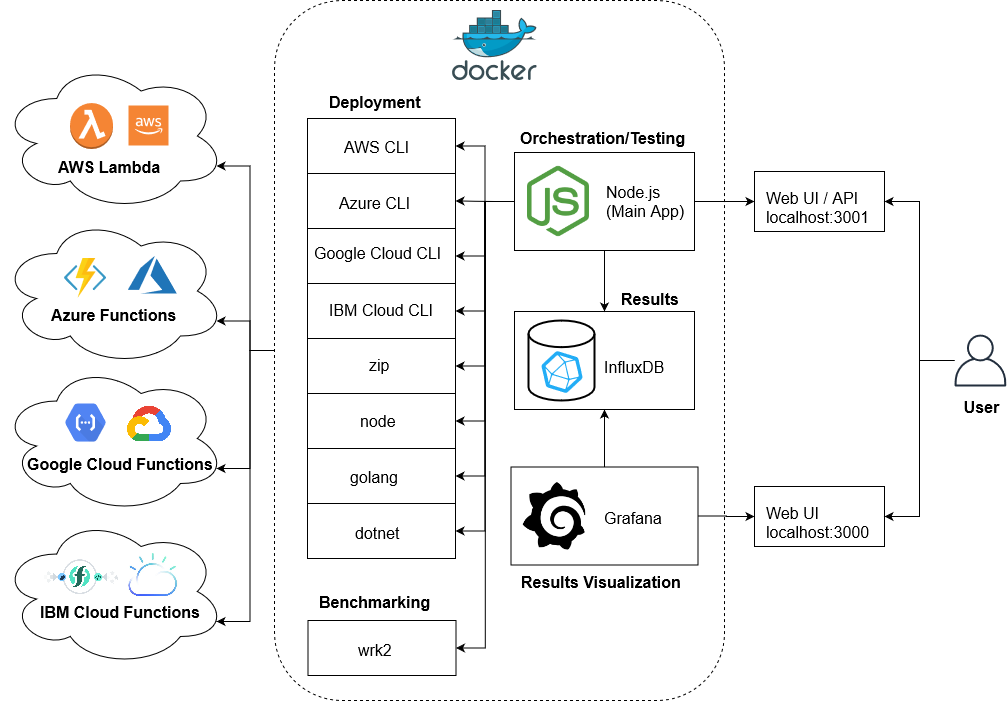 docker
Deployment
AWS CLI
Azure CLI
Google Cloud CLI
IBM Cloud CLI
zip
node
golang
dotnet
Benchmarking
wrk2
Orchestration/Testing
JS
Node.js
(Main App)
Results
InfluxDB
Grafana
Results Visualization
aws
AWS Lambda
Azure Functions
Google Cloud Functions
IBM Cloud Functions
Web UI / API
localhost:3001
Web UI
localhost:3000
User